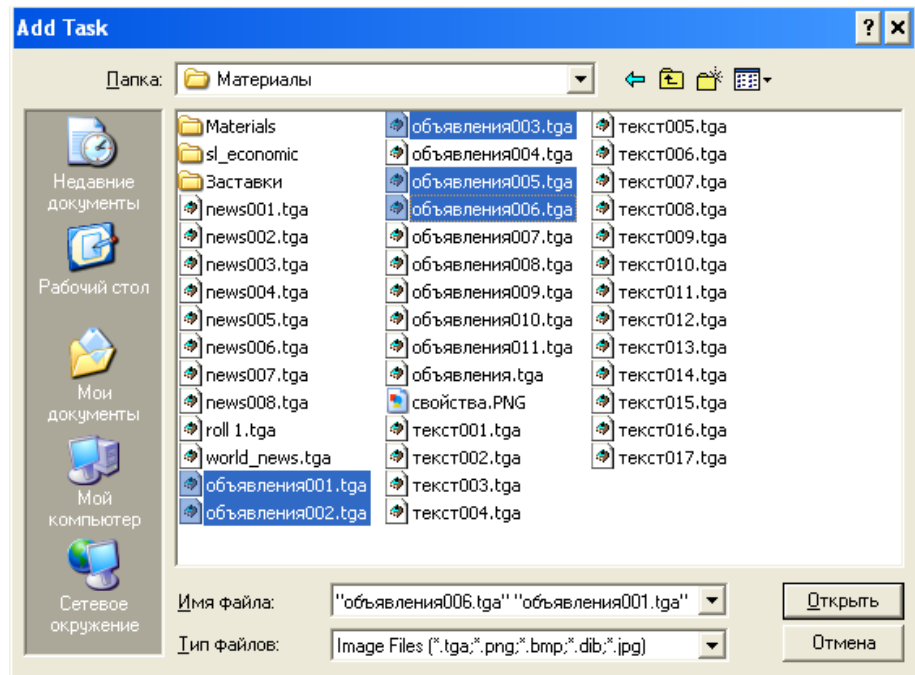 Add Task
Папка:
Материалы
Недавние
документы
Рабочий стол
Мои
документы
Мой
компьютер
Сетевое
окружение
Materials
sl_economic
Заставки
news001.tga
news002.tga
news003.tga
news004.tga
news005.tga
news006.tga
news007.tga
news008.tga
roll 1.tga
world_news.tga
объявления001.tga
объявления002.tga
объявления003.tga
объявления004.tga
объявления005.tga
объявления006.tga
объявления007.tga
объявления008.tga
объявления009.tga
объявления010.tga
объявления011.tga
объявления.tga
свойства.PNG
текст001.tga
текст002.tga
текст003.tga
текст004.tga
текст005.tga
текст006.tga
текст007.tga
текст008.tga
текст009.tga
текст010.tga
текст011.tga
текст012.tga
текст013.tga
текст014.tga
текст015.tga
текст016.tga
текст017.tga
Имя файла:
"объявления006.tga" "объявления001.tga"
Открыть
Тип файлов:
Image Files (*.tga;*.png;*.bmp;*.dib;*.jpg)
Отмена